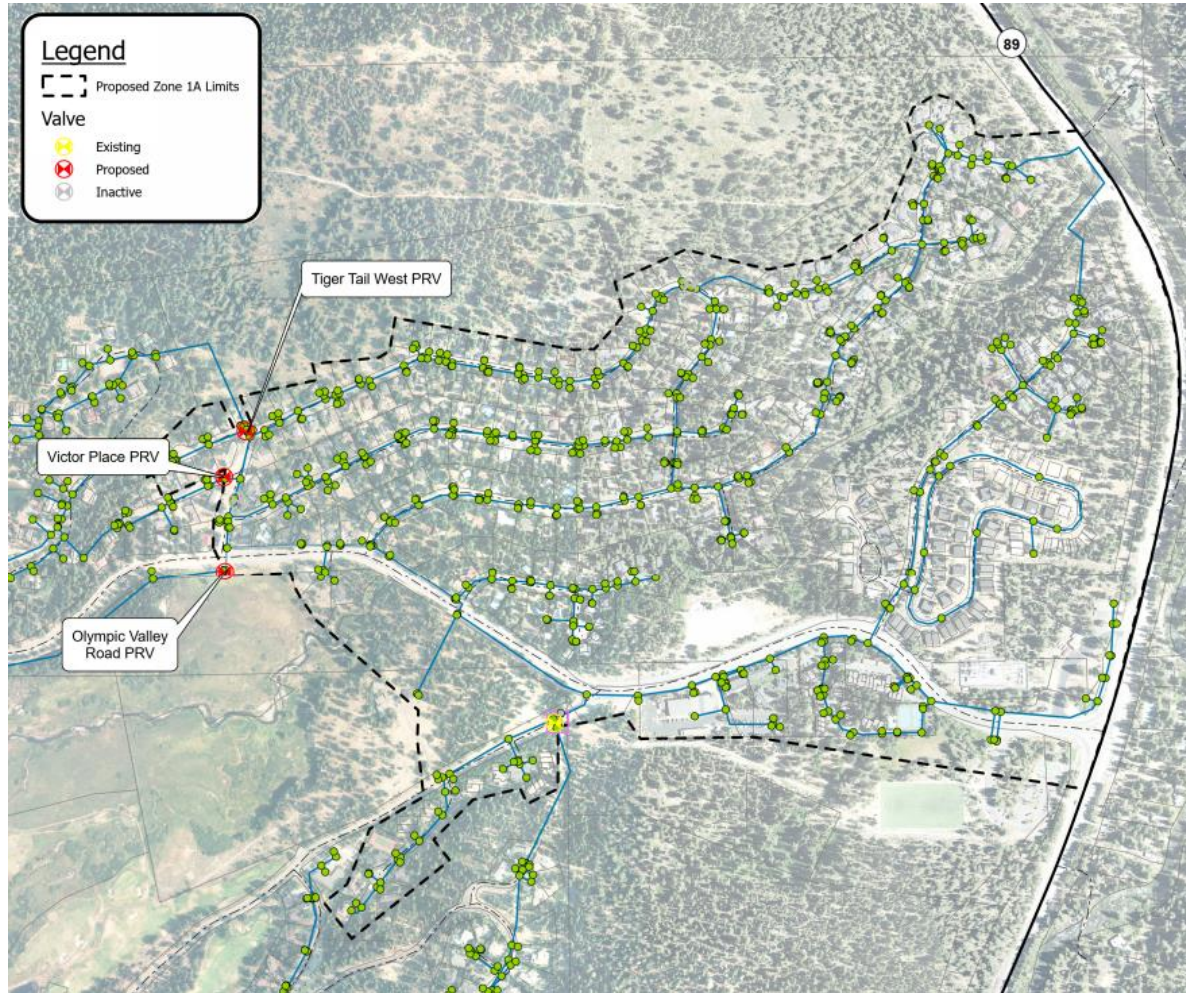 Legend
Proposed Zone 1A Limits
Valve
Existing
Proposed
Inactive
89
Tiger Tail West PRV
Victor Place PRV
Olympic Valley
Road PRV